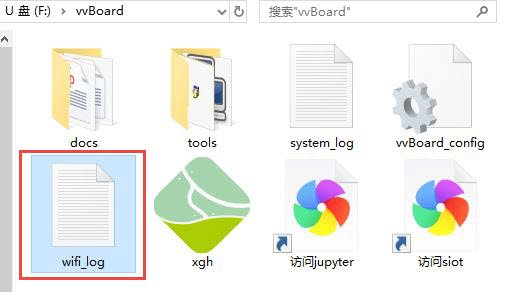 U 盘 (F:) › vvBoard
搜索"vvBoard"
docs
tools
system_log
vvBoard_config
wifi_log
xgh
访问jupyter
访问siot